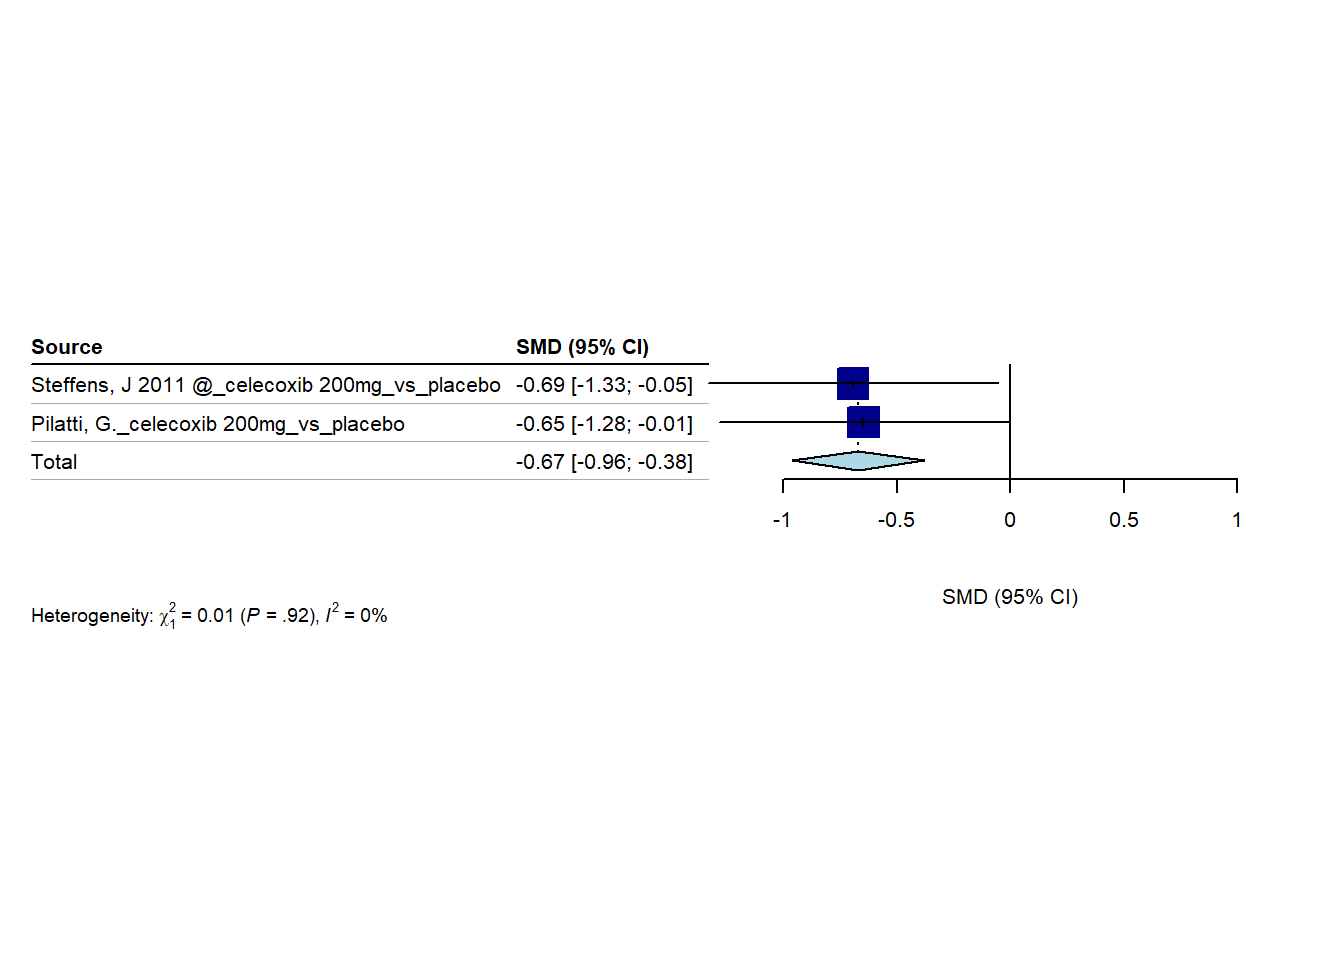 Source SMD (95% CI)
Steffens, J 2011 @_celecoxib 200mg_vs_placebo -0.69 [-1.33; -0.05]
Pilatti, G._celecoxib 200mg_vs_placebo -0.65 [-1.28; -0.01]
Total -0.67 [-0.96; -0.38]
-1 -0.5 0 0.5 1
SMD (95% CI)
Heterogeneity: χ²₁ = 0.01 (P = .92), I² = 0%